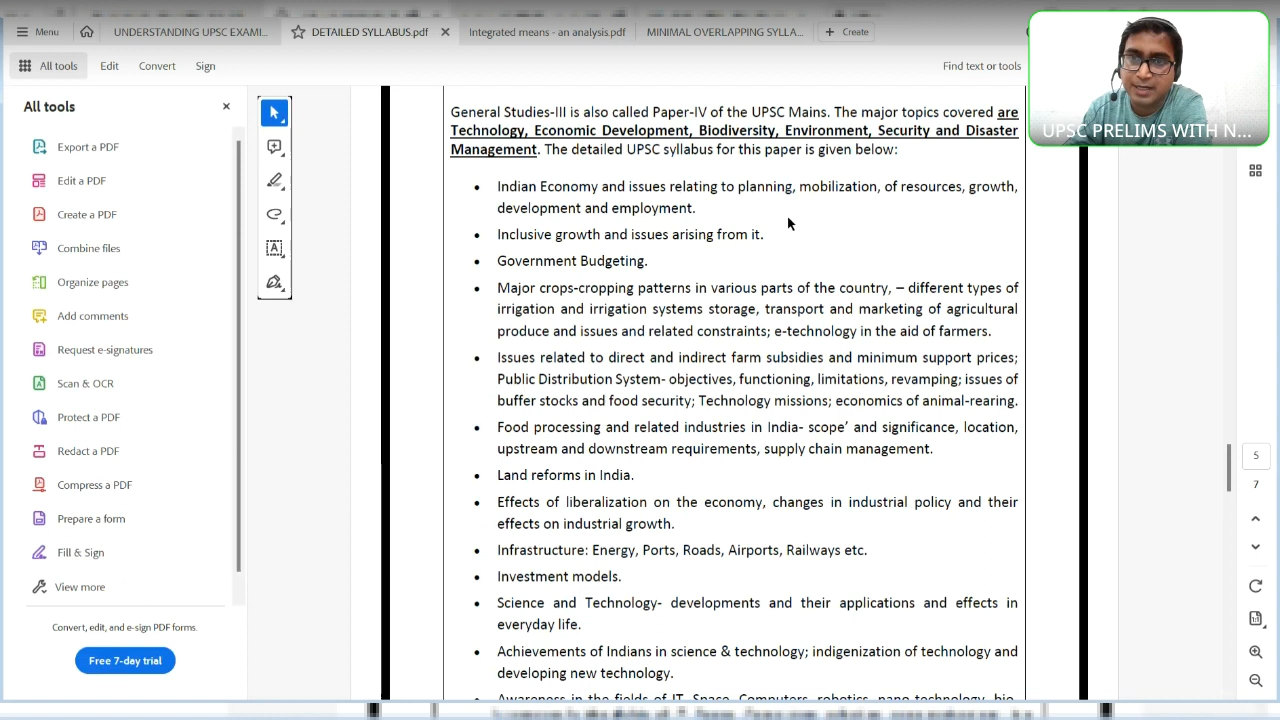 Menu
UNDERSTANDING UPSC EXAMI...
DETAILED SYLLABUS.pdf
ntegrated means - an analysis.pdf
MINIMAL OVERLAPPING SYLLA...
Create
All tools
Edit
Convert
Sign
Find text or tools
UPSC PRELIMS WITH N...
All tools
Export a PDF
Edit a PDF
Create a PDF
Combine files
Organize pages
Add comments
Request e-signatures
Scan & OCR
Protect a PDF
Redact a PDF
Compress a PDF
Prepare a form
Fill & Sign
View more
Convert, edit, and e-sign PDF forms.
Free 7-day trial
General Studies-III is also called Paper-IV of the UPSC Mains. The major topics covered are
Technology, Economic Development, Biodiversity, Environment, Security and Disaster
Management. The detailed UPSC syllabus for this paper is given below:
• Indian Economy and issues relating to planning, mobilization, of resources, growth,
development and employment.
• Inclusive growth and issues arising from it.
• Government Budgeting.
• Major crops-cropping patterns in various parts of the country, – different types of
irrigation and irrigation systems storage, transport and marketing of agricultural
produce and issues and related constraints; e-technology in the aid of farmers.
• Issues related to direct and indirect farm subsidies and minimum support prices;
Public Distribution System- objectives, functioning, limitations, revamping; issues of
buffer stocks and food security; Technology missions; economics of animal-rearing.
• Food processing and related industries in India- scope’ and significance, location,
upstream and downstream requirements, supply chain management.
• Land reforms in India.
• Effects of liberalization on the economy, changes in industrial policy and their
effects on industrial growth.
• Infrastructure: Energy, Ports, Roads, Airports, Railways etc.
• Investment models.
• Science and Technology- developments and their applications and effects in
everyday life.
• Achievements of Indians in science & technology; indigenization of technology and
developing new technology.
Awareness in the fields of IT, Space, Computers, robotics, nano-technology, bio-
5
7